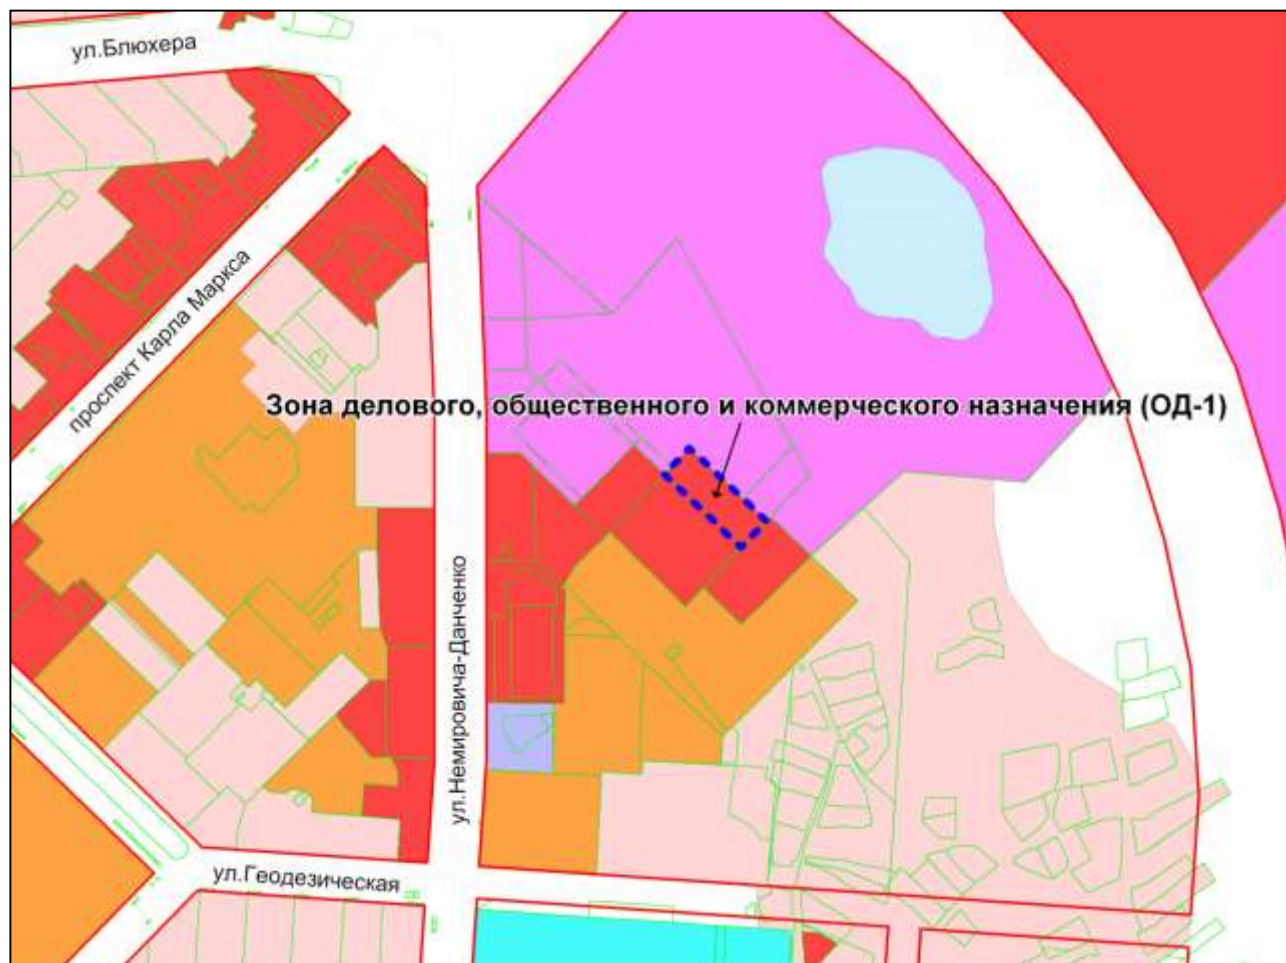 ул.Блюхера
проспект Карла Маркса
Зона делового, общественного и коммерческого назначения (ОД-1)
ул.Немировича-Данченко
ул.Геодезическая